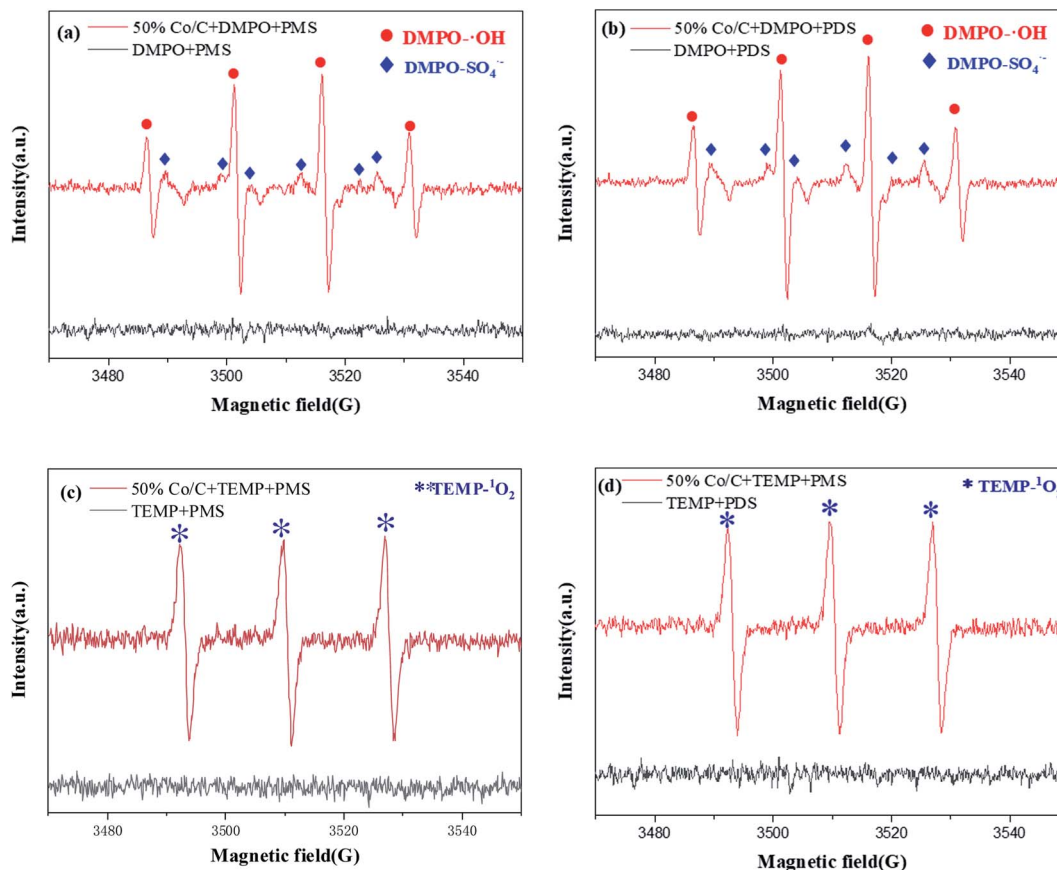 (a)
50% Co/C+DMPO+PMS
DMPO+PMS
DMPO-·OH
DMPO-SO₄·⁻
Intensity(a.u.)
3480
3500
3520
3540
Magnetic field(G)
(b)
50% Co/C+DMPO+PDS
DMPO+PDS
DMPO-·OH
DMPO-SO₄·⁻
Intensity(a.u.)
3480
3500
3520
3540
Magnetic field(G)
(c)
50% Co/C+TEMP+PMS
TEMP+PMS
**TEMP-¹O₂
* * *
Intensity(a.u.)
3480
3500
3520
3540
Magnetic field(G)
(d)
50% Co/C+TEMP+PMS
TEMP+PDS
* TEMP-¹O₂
* * *
Intensity(a.u.)
3480
3500
3520
3540
Magnetic field(G)